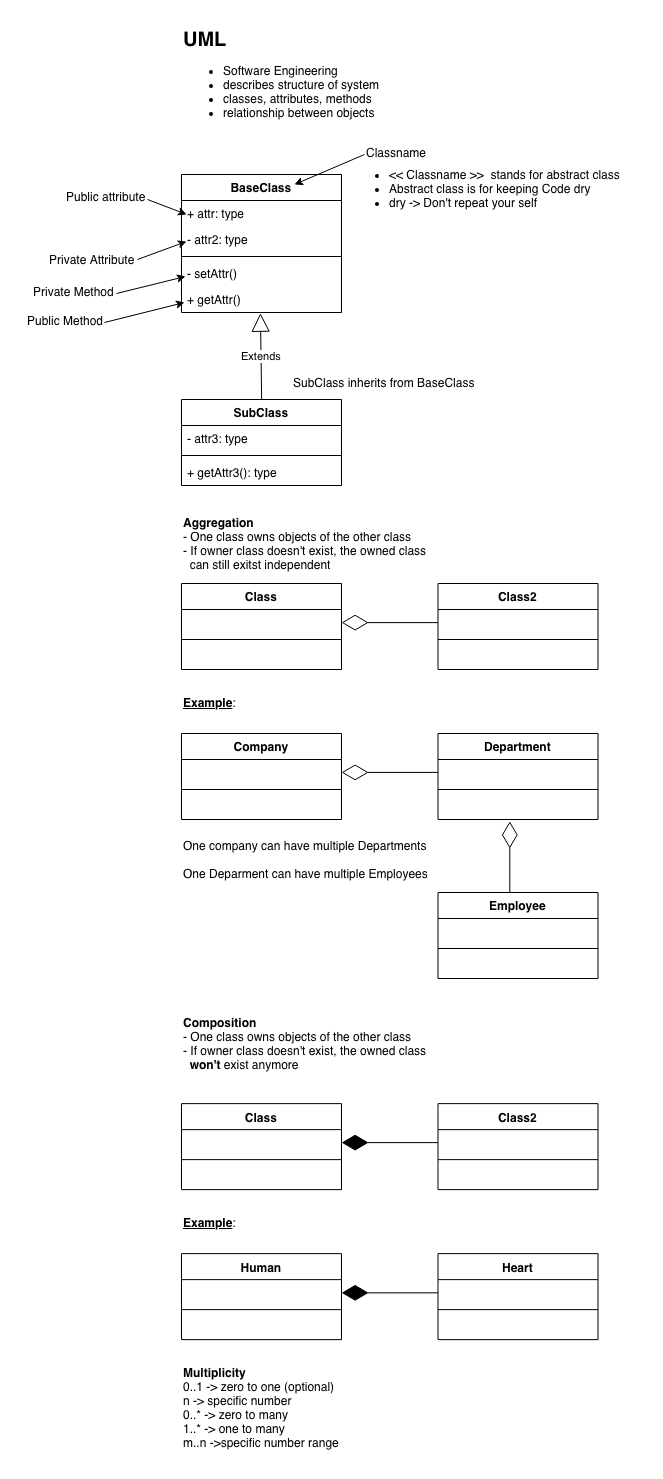 UML
• Software Engineering
• describes structure of system
• classes, attributes, methods
• relationship between objects
Classname
• << Classname >>  stands for abstract class
• Abstract class is for keeping Code dry
• dry -> Don't repeat your self
BaseClass
Public attribute
+ attr: type
- attr2: type
Private Attribute
- setAttr()
Private Method
+ getAttr()
Public Method
Extends
SubClass inherits from BaseClass
SubClass
- attr3: type
+ getAttr3(): type
Aggregation
- One class owns objects of the other class
- If owner class doesn't exist, the owned class
can still exitst independent
Class
Class2
Example:
Company
Department
One company can have multiple Departments
One Deparment can have multiple Employees
Employee
Composition
- One class owns objects of the other class
- If owner class doesn't exist, the owned class
won't exist anymore
Class
Class2
Example:
Human
Heart
Multiplicity
0..1 -> zero to one (optional)
n -> specific number
0..* -> zero to many
1..* -> one to many
m..n ->specific number range